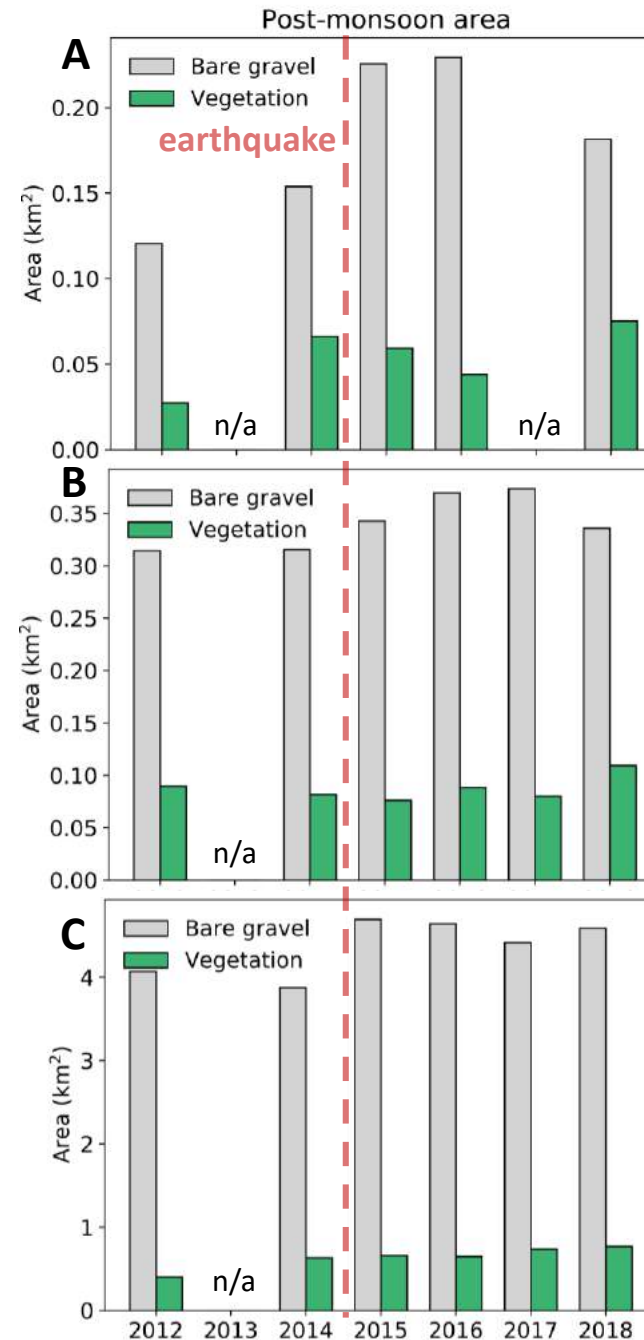 Post-monsoon area
A
Bare gravel
Vegetation
earthquake
0.20
0.15
0.10
0.05
0.00
Area (km²)
n/a
n/a
B
Bare gravel
Vegetation
0.35
0.30
0.25
0.20
0.15
0.10
0.05
0.00
Area (km²)
n/a
C
Bare gravel
Vegetation
4
3
2
1
0
Area (km²)
n/a
2012 2013 2014 2015 2016 2017 2018